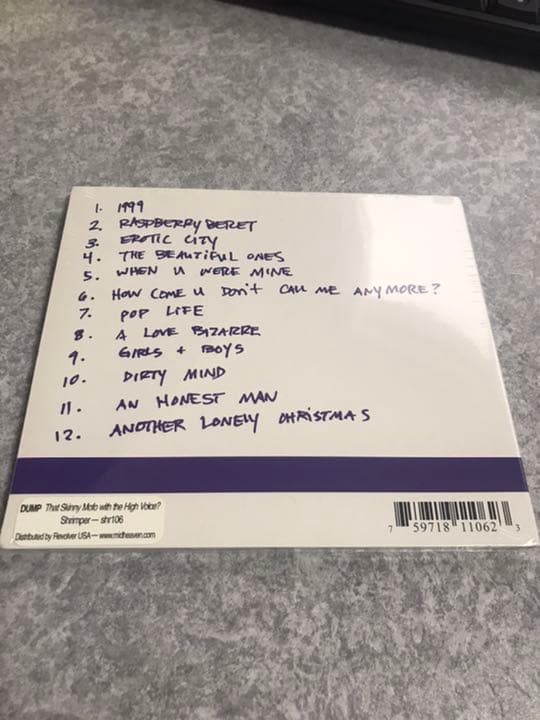 1. 1999
2. RASPBERRY BERET
3. EROTIC CITY
4. THE BEAUTIFUL ONES
5. WHEN U WERE MINE
6. HOW COME U DON't CALL ME ANYMORE?
7. POP LIFE
8. A LOVE BIZARRE
9. GIRLS + BOYS
10. DIRTY MIND
11. AN HONEST MAN
12. ANOTHER LONELY CHRISTMAS
DUMP That Skinny Mofo with the High Voice?
Shrimper — shr106
Distributed by Revolver USA — www.midheaven.com
7 59718 11062 3